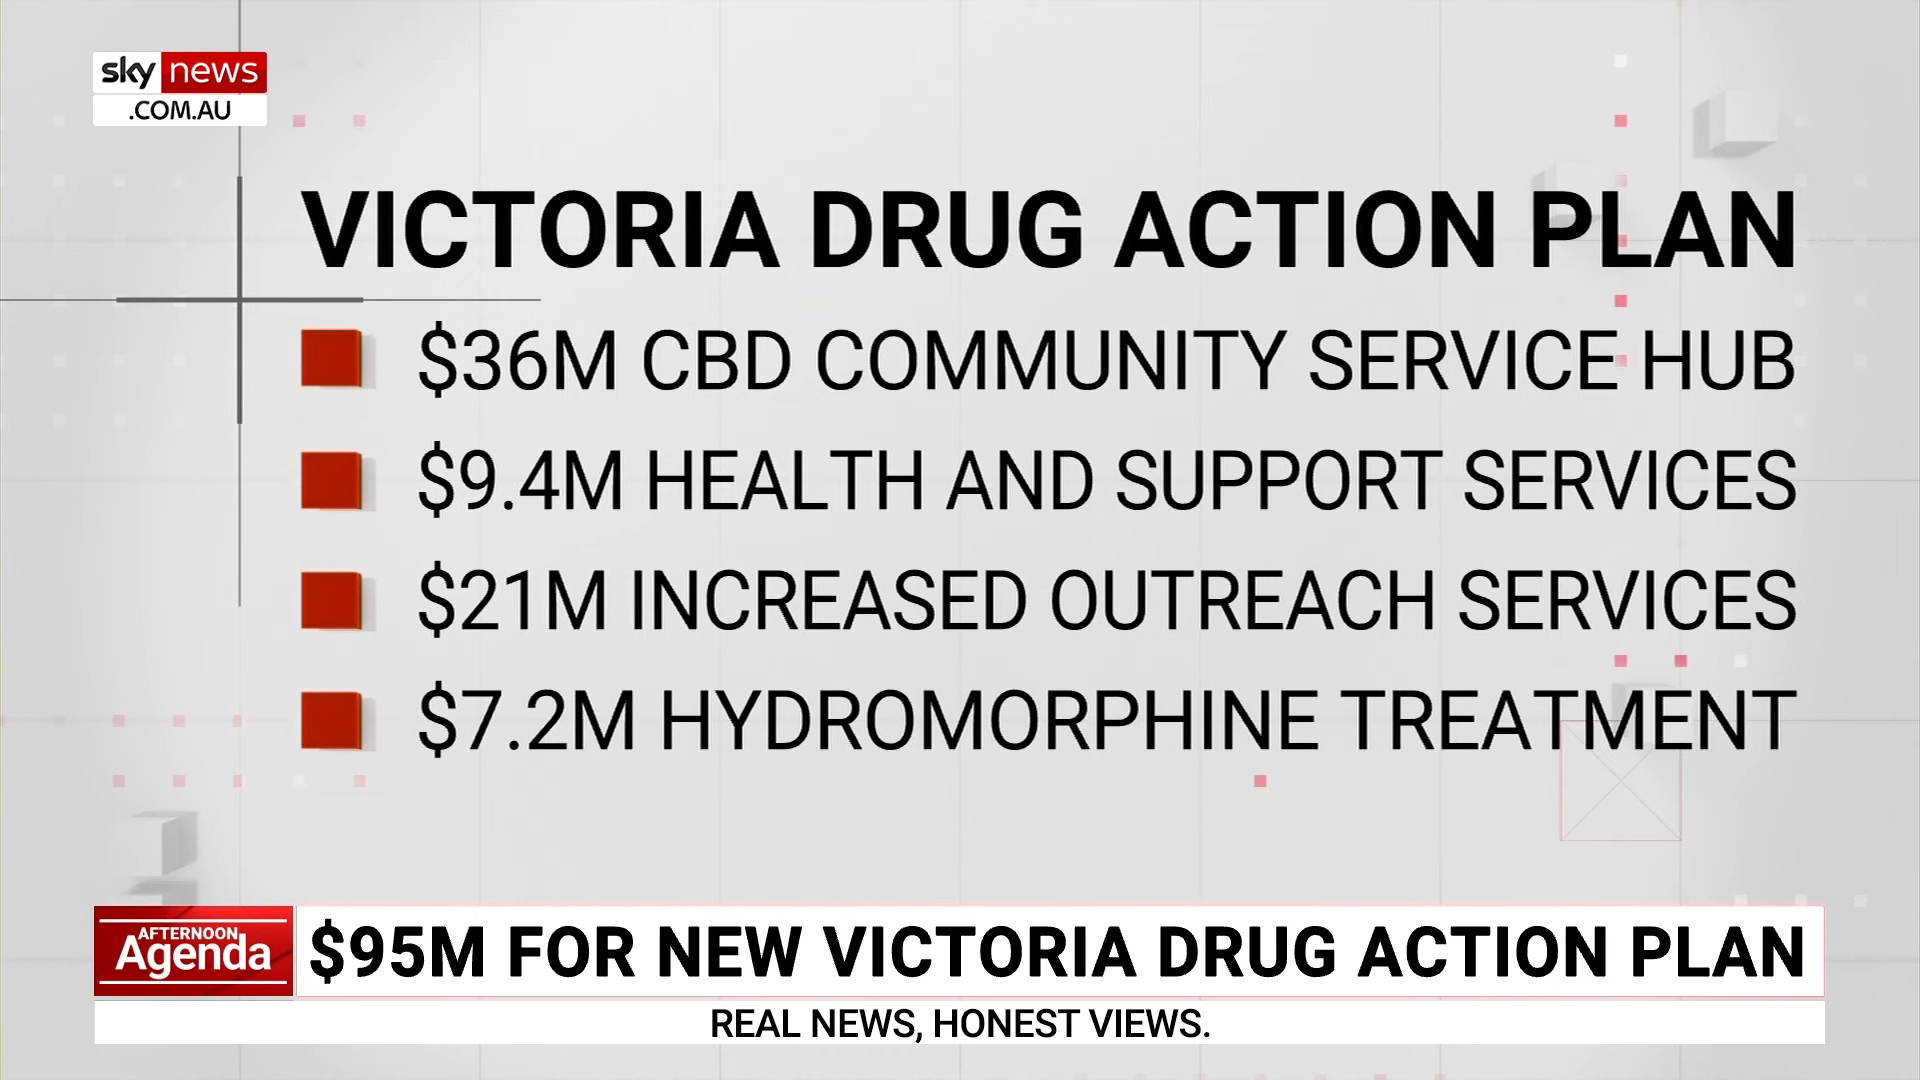 sky news
.COM.AU
VICTORIA DRUG ACTION PLAN
$36M CBD COMMUNITY SERVICE HUB
$9.4M HEALTH AND SUPPORT SERVICES
$21M INCREASED OUTREACH SERVICES
$7.2M HYDROMORPHINE TREATMENT
AFTERNOON
Agenda
$95M FOR NEW VICTORIA DRUG ACTION PLAN
REAL NEWS, HONEST VIEWS.